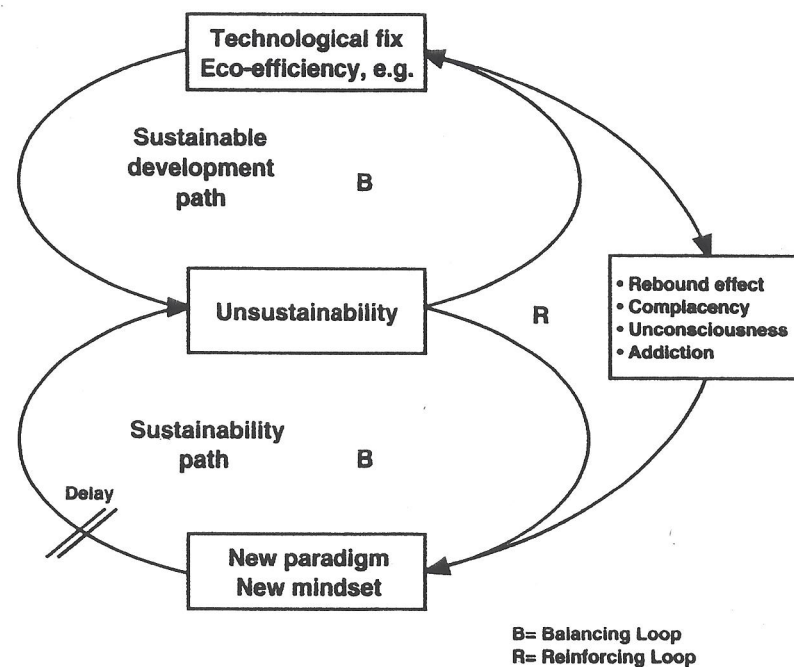 Technological fix
Eco-efficiency, e.g.
Sustainable
development
path
B
Unsustainability
R
• Rebound effect
• Complacency
• Unconsciousness
• Addiction
Sustainability
path
B
Delay
New paradigm
New mindset
B= Balancing Loop
R= Reinforcing Loop